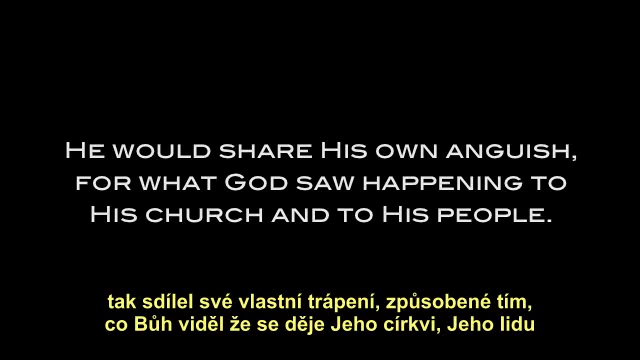 He would share His own anguish,
for what God saw happening to
His church and to His people.
tak sdílel své vlastní trápení, způsobené tím,
co Bůh viděl že se děje Jeho církvi, Jeho lidu